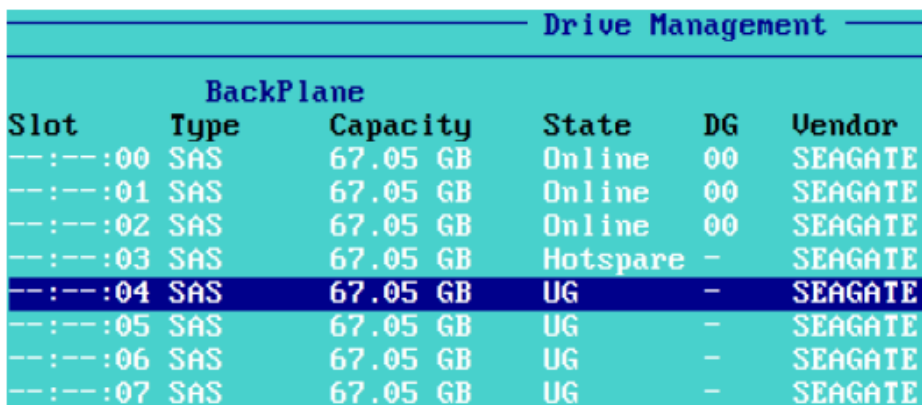 Drive Management
BackPlane
Slot Type Capacity State DG Vendor
--:--:00 SAS 67.05 GB Online 00 SEAGATE
--:--:01 SAS 67.05 GB Online 00 SEAGATE
--:--:02 SAS 67.05 GB Online 00 SEAGATE
--:--:03 SAS 67.05 GB Hotspare - SEAGATE
--:--:04 SAS 67.05 GB UG - SEAGATE
--:--:05 SAS 67.05 GB UG - SEAGATE
--:--:06 SAS 67.05 GB UG - SEAGATE
--:--:07 SAS 67.05 GB UG - SEAGATE